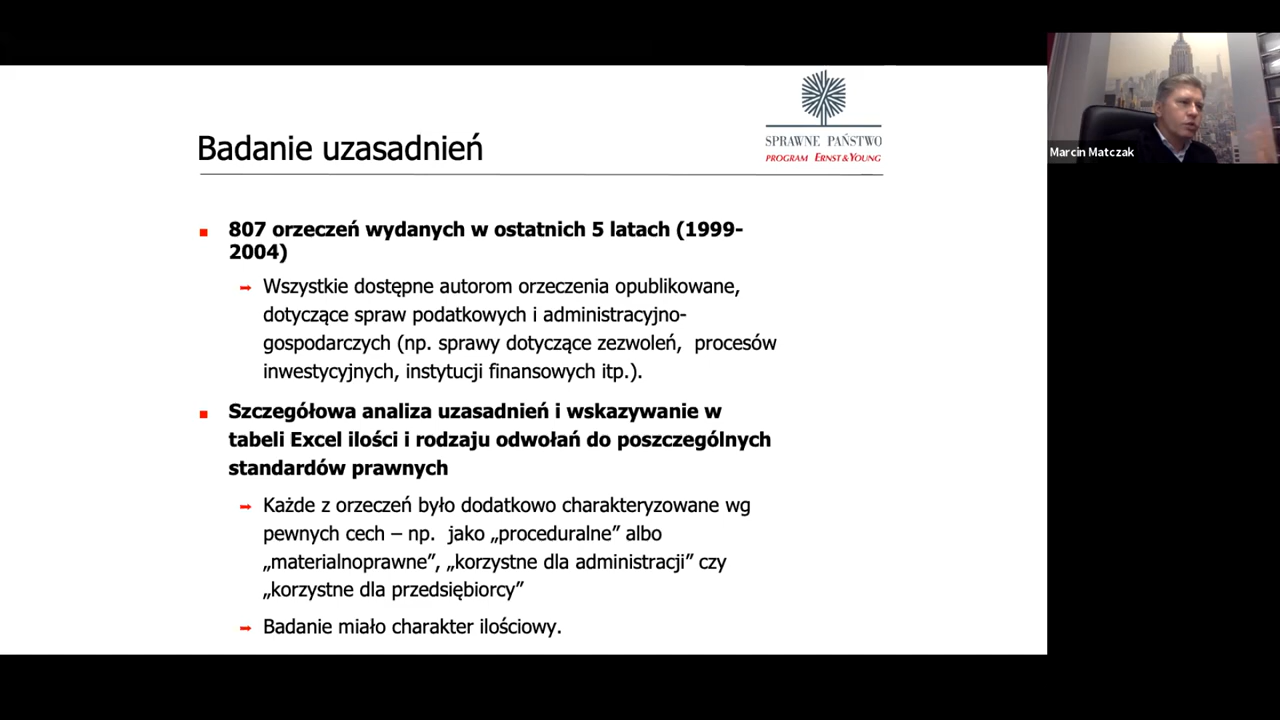 SPRAWNE PAŃSTWO
PROGRAM ERNST & YOUNG
Badanie uzasadnień
Marcin Matczak
807 orzeczeń wydanych w ostatnich 5 latach (1999-
2004)
Wszystkie dostępne autorom orzeczenia opublikowane,
dotyczące spraw podatkowych i administracyjno-
gospodarczych (np. sprawy dotyczące zezwoleń, procesów
inwestycyjnych, instytucji finansowych itp.).
Szczegółowa analiza uzasadnień i wskazywanie w
tabeli Excel ilości i rodzaju odwołań do poszczególnych
standardów prawnych
Każde z orzeczeń było dodatkowo charakteryzowane wg
pewnych cech – np. jako „proceduralne” albo
„materialnoprawne”, „korzystne dla administracji” czy
„korzystne dla przedsiębiorcy”
Badanie miało charakter ilościowy.